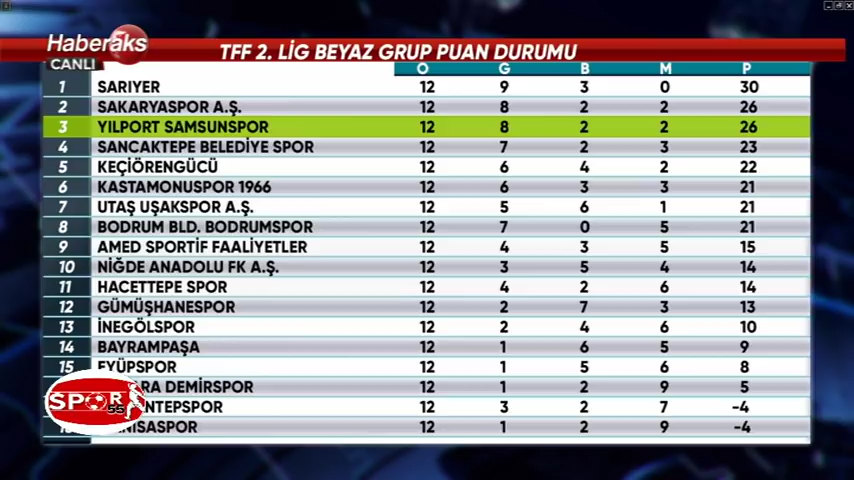 Haberaks
CANLI
TFF 2. LİG BEYAZ GRUP PUAN DURUMU
O G B M P
1 SARIYER 12 9 3 0 30
2 SAKARYASPOR A.Ş. 12 8 2 2 26
3 YILPORT SAMSUNSPOR 12 8 2 2 26
4 SANCAKTEPE BELEDİYE SPOR 12 7 2 3 23
5 KEÇİÖRENGÜCÜ 12 6 4 2 22
6 KASTAMONUSPOR 1966 12 6 3 3 21
7 UTAŞ UŞAKSPOR A.Ş. 12 5 6 1 21
8 BODRUM BLD. BODRUMSPOR 12 7 0 5 21
9 AMED SPORTİF FAALİYETLER 12 4 3 5 15
10 NİĞDE ANADOLU FK A.Ş. 12 3 5 4 14
11 HACETTEPE SPOR 12 4 2 6 14
12 GÜMÜŞHANESPOR 12 2 7 3 13
13 İNEGÖLSPOR 12 2 4 6 10
14 BAYRAMPAŞA 12 1 6 5 9
15 EYÜPSPOR 12 1 5 6 8
ARA DEMİRSPOR 12 1 2 9 5
NTEPSPOR 12 3 2 7 -4
NİSASPOR 12 1 2 9 -4
SPOR
55